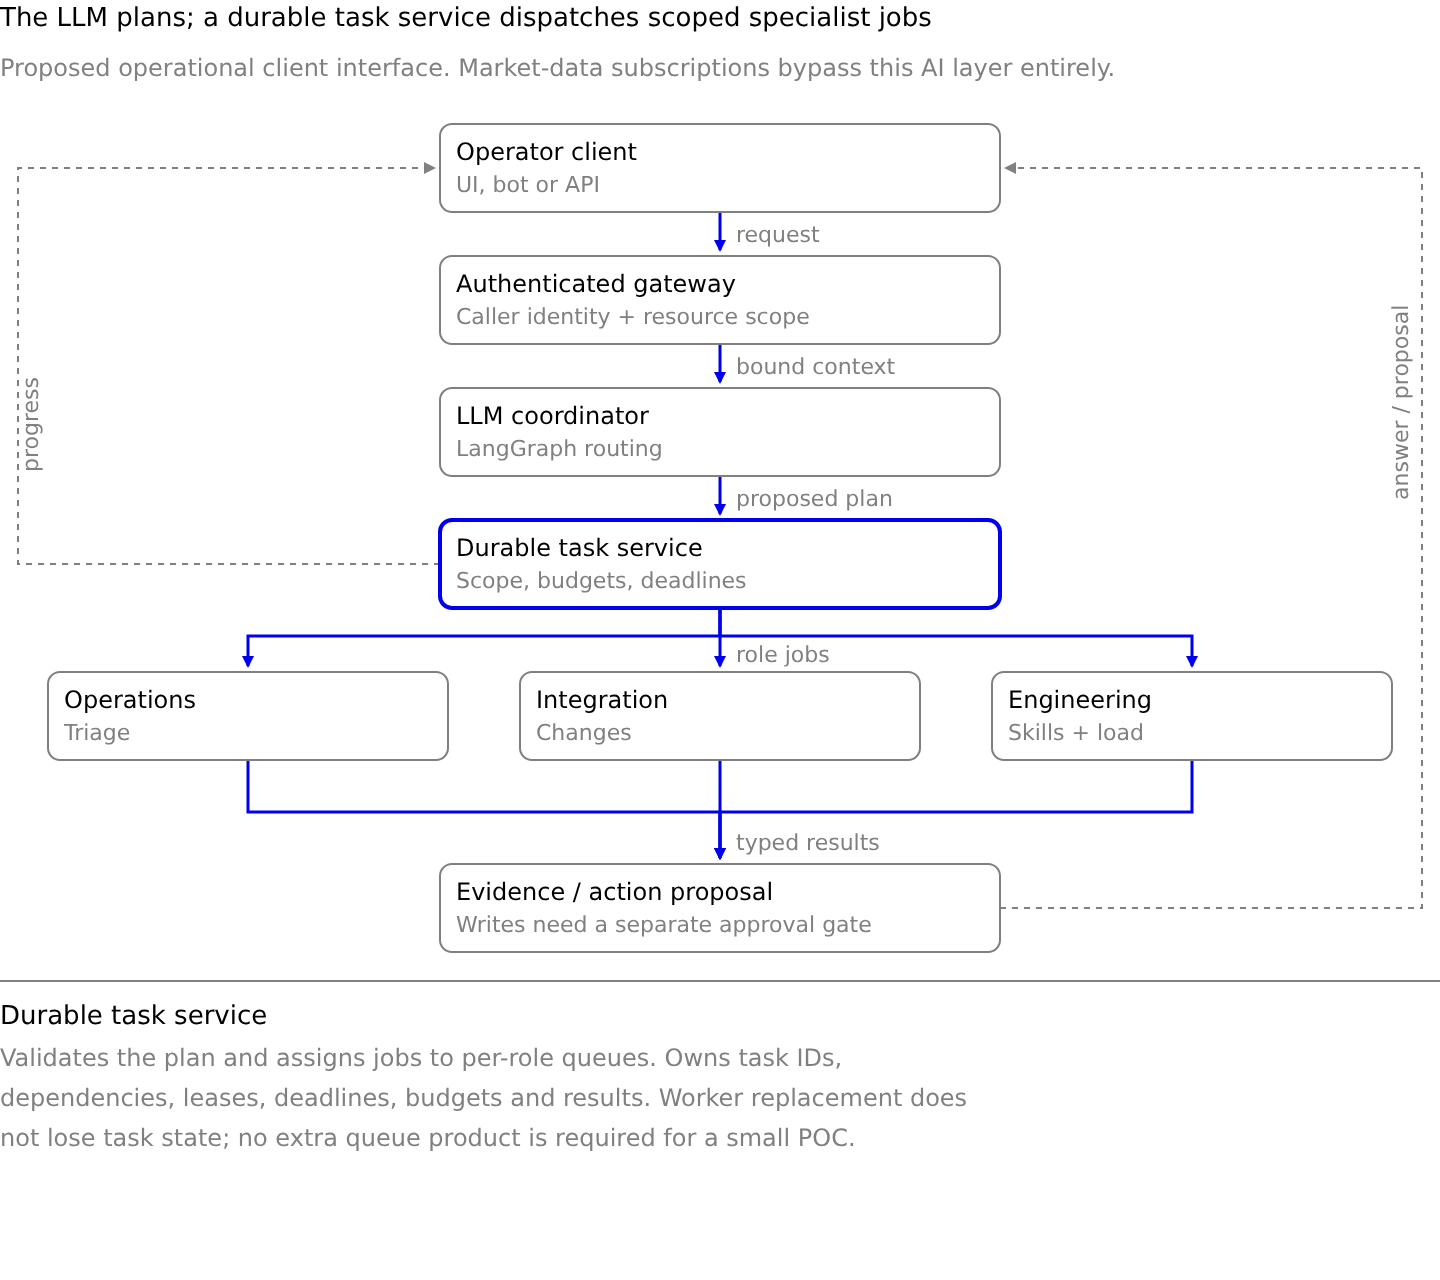 The LLM plans; a durable task service dispatches scoped specialist jobs
Proposed operational client interface. Market-data subscriptions bypass this AI layer entirely.
Operator client
UI, bot or API
request
Authenticated gateway
Caller identity + resource scope
bound context
LLM coordinator
LangGraph routing
proposed plan
progress
answer / proposal
Durable task service
Scope, budgets, deadlines
role jobs
Operations
Triage
Integration
Changes
Engineering
Skills + load
typed results
Evidence / action proposal
Writes need a separate approval gate
Durable task service
Validates the plan and assigns jobs to per-role queues. Owns task IDs,
dependencies, leases, deadlines, budgets and results. Worker replacement does
not lose task state; no extra queue product is required for a small POC.